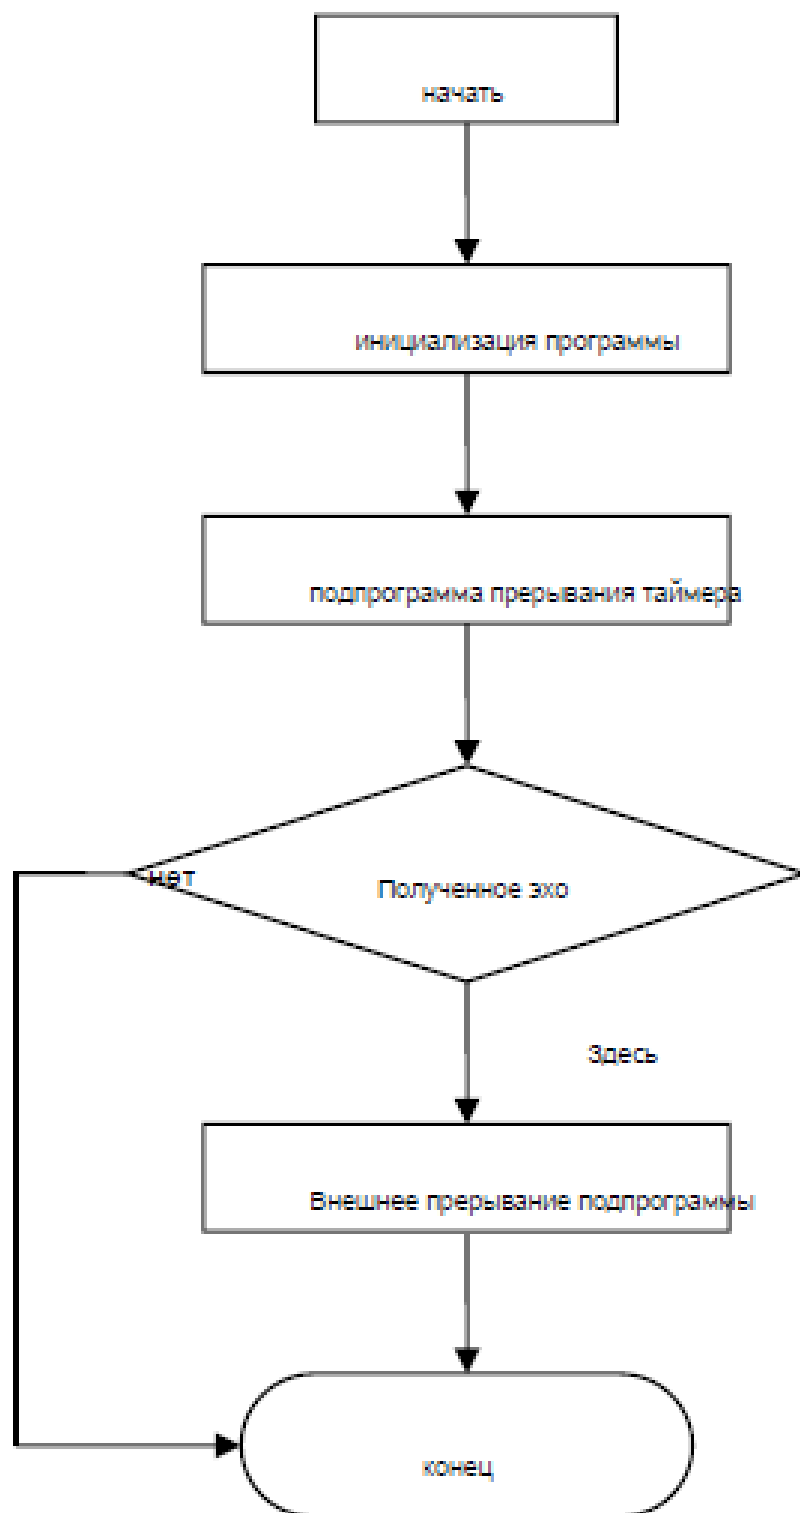 начать
инициализация программы
подпрограмма прерывания таймера
нет
Полученное эхо
Здесь
Внешнее прерывание подпрограммы
конец